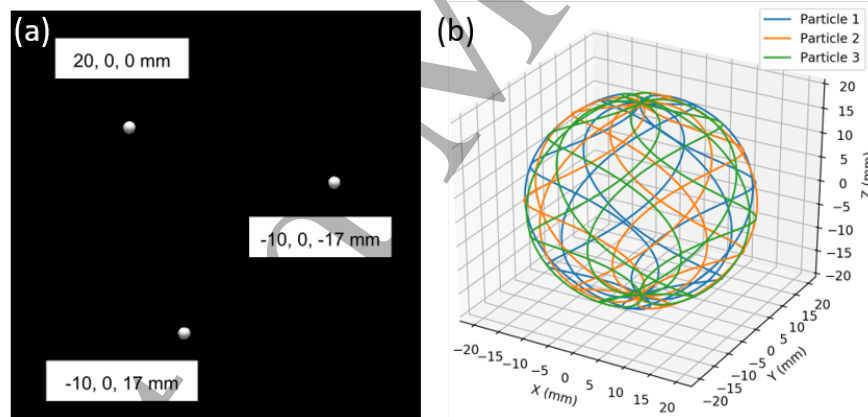 (a)
20, 0, 0 mm
-10, 0, -17 mm
-10, 0, 17 mm
(b)
Particle 1
Particle 2
Particle 3
20
15
10
5
0
−5
−10
−15
−20
Z (mm)
−20 −15 −10 −5 0 5 10 15 20
X (mm)
−20 −15 −10 −5 0 5 10 15 20
Y (mm)